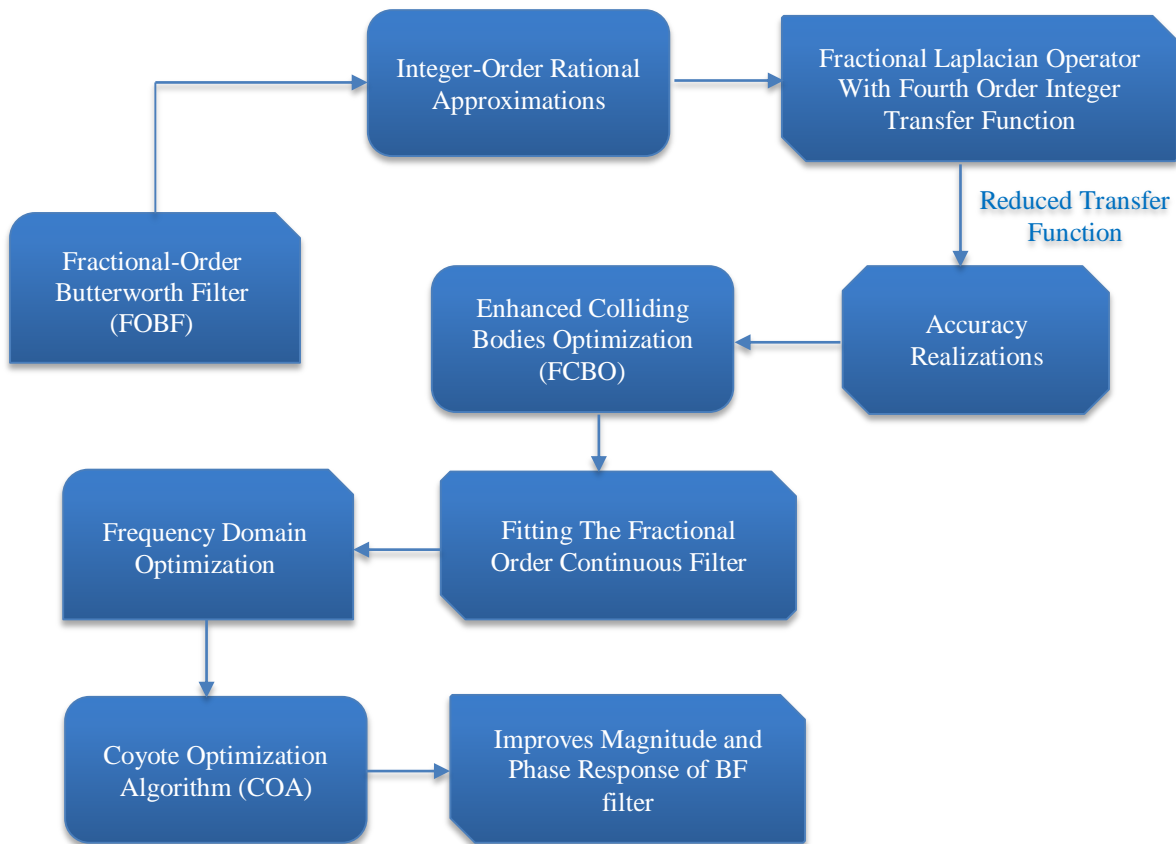 Fractional-Order
Butterworth Filter
(FOBF)
Integer-Order Rational
Approximations
Fractional Laplacian Operator
With Fourth Order Integer
Transfer Function
Reduced Transfer
Function
Accuracy
Realizations
Enhanced Colliding
Bodies Optimization
(FCBO)
Fitting The Fractional
Order Continuous Filter
Frequency Domain
Optimization
Coyote Optimization
Algorithm (COA)
Improves Magnitude and
Phase Response of BF
filter